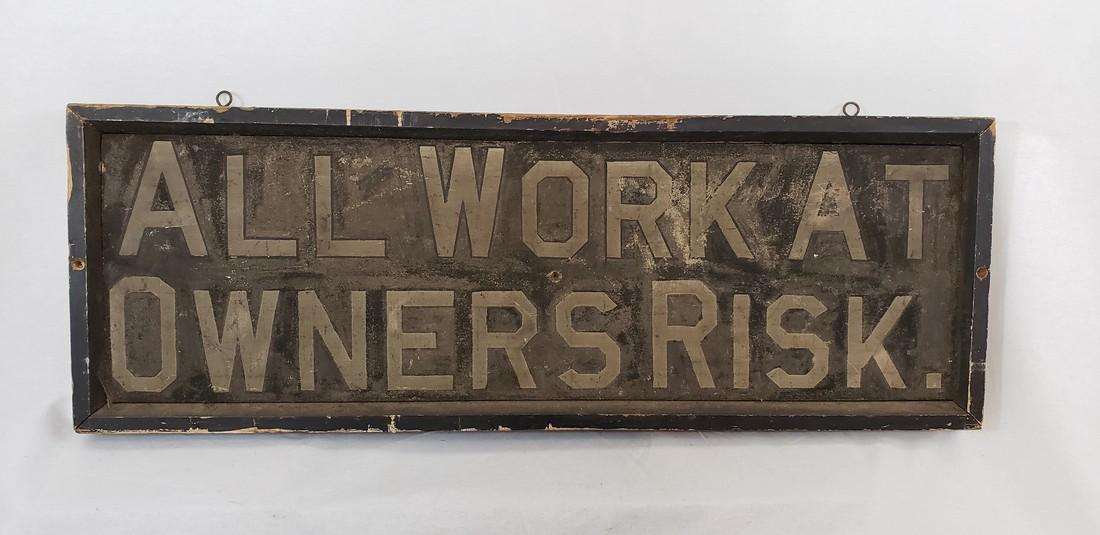 ALL WORK AT
OWNERS RISK.